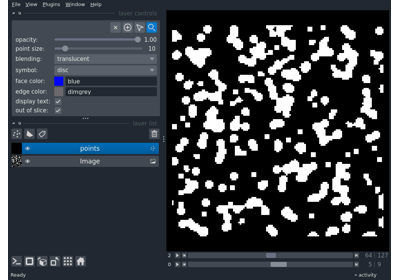 File View Plugins Window Help
layer controls
opacity: 1.00
point size: 10
blending: translucent
symbol: disc
face color: blue
edge color: dimgrey
display text:
out of slice:
layer list
points
Image
2 64 127
0 5 9
Ready activity